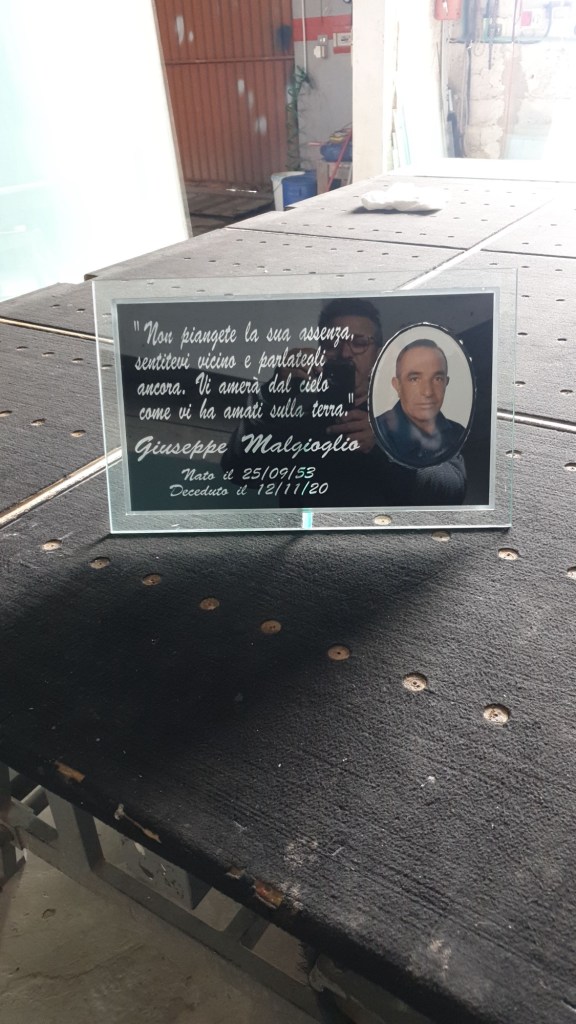 "Non piangete la sua assenza,
sentitevi vicino e parlategli
ancora. Vi amerà dal cielo
come vi ha amati sulla terra."
Giuseppe Malgioglio
Nato il 25/09/53
Deceduto il 12/11/20